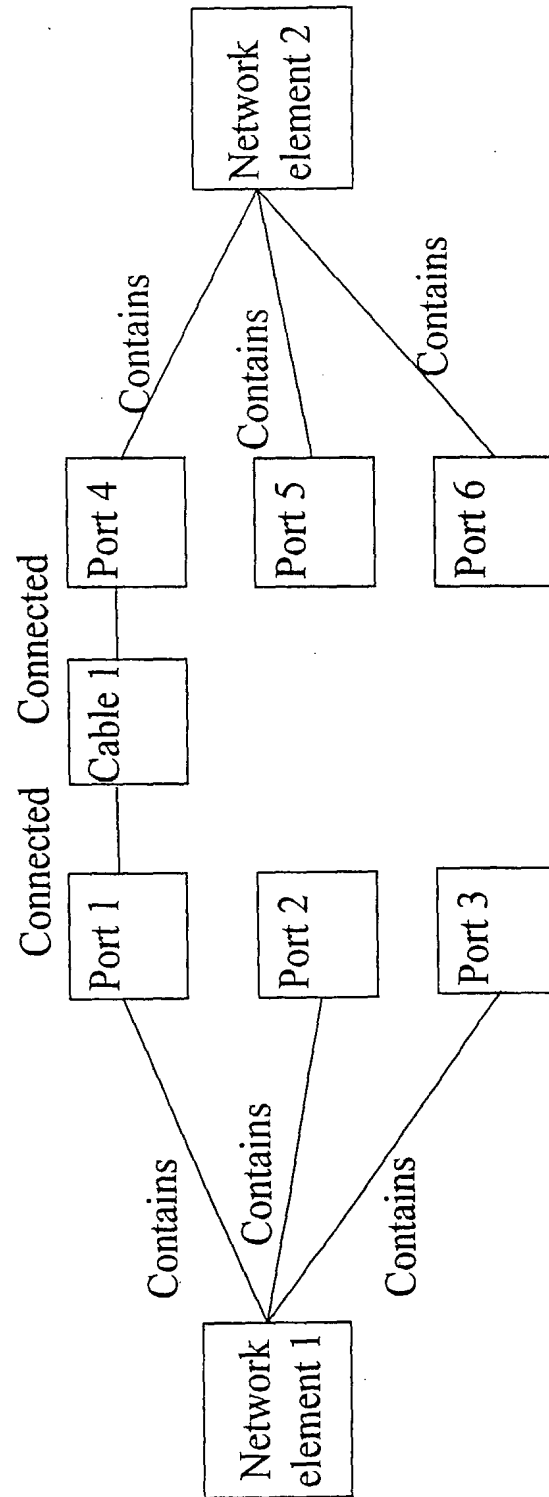 Connected
Connected
Port 1
Cable 1
Port 4
Contains
Contains
Network
element 1
Contains
Port 2
Port 5
Contains
Network
element 2
Contains
Port 3
Port 6
Contains